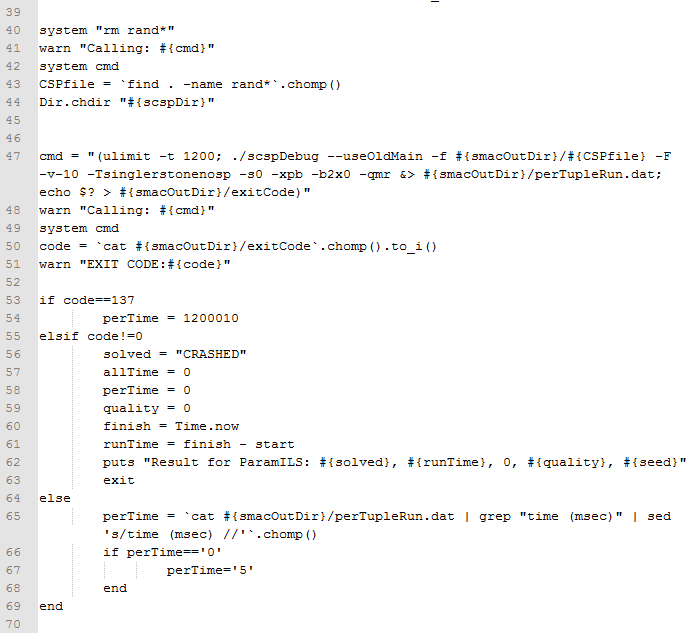 39
40 system "rm rand*"
41 warn "Calling: #{cmd}"
42 system cmd
43 CSPfile = `find . -name rand*`.chomp()
44 Dir.chdir "#{scspDir}"
45
46
47 cmd = "(ulimit -t 1200; ./scspDebug --useOldMain -f #{smacOutDir}/#{CSPfile} -F
-v-10 -Tsinglerstonenosp -s0 -xpb -b2x0 -qmr &> #{smacOutDir}/perTupleRun.dat;
echo $? > #{smacOutDir}/exitCode)"
48 warn "Calling: #{cmd}"
49 system cmd
50 code = `cat #{smacOutDir}/exitCode`.chomp().to_i()
51 warn "EXIT CODE:#{code}"
52
53 if code==137
54 perTime = 1200010
55 elsif code!=0
56 solved = "CRASHED"
57 allTime = 0
58 perTime = 0
59 quality = 0
60 finish = Time.now
61 runTime = finish - start
62 puts "Result for ParamILS: #{solved}, #{runTime}, 0, #{quality}, #{seed}"
63 exit
64 else
65 perTime = `cat #{smacOutDir}/perTupleRun.dat | grep "time (msec)" | sed
's/time (msec) //'`.chomp()
66 if perTime=='0'
67 perTime='5'
68 end
69 end
70